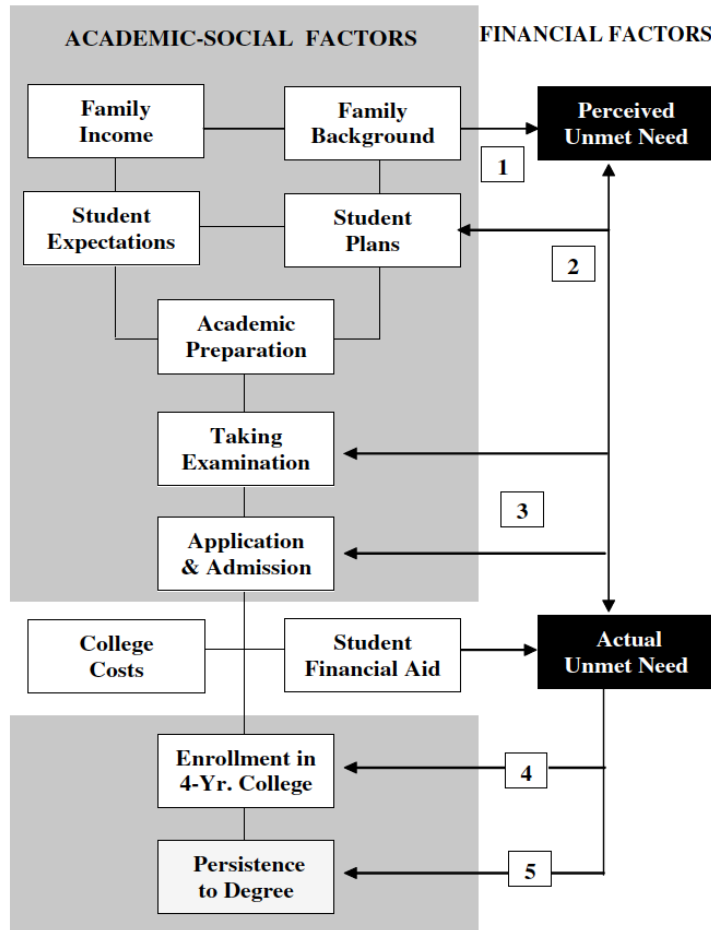 ACADEMIC-SOCIAL FACTORS
FINANCIAL FACTORS
Family
Income
Family
Background
1
Perceived
Unmet Need
Student
Expectations
Student
Plans
2
Academic
Preparation
Taking
Examination
3
Application
& Admission
College
Costs
Student
Financial Aid
Actual
Unmet Need
Enrollment in
4-Yr. College
4
Persistence
to Degree
5